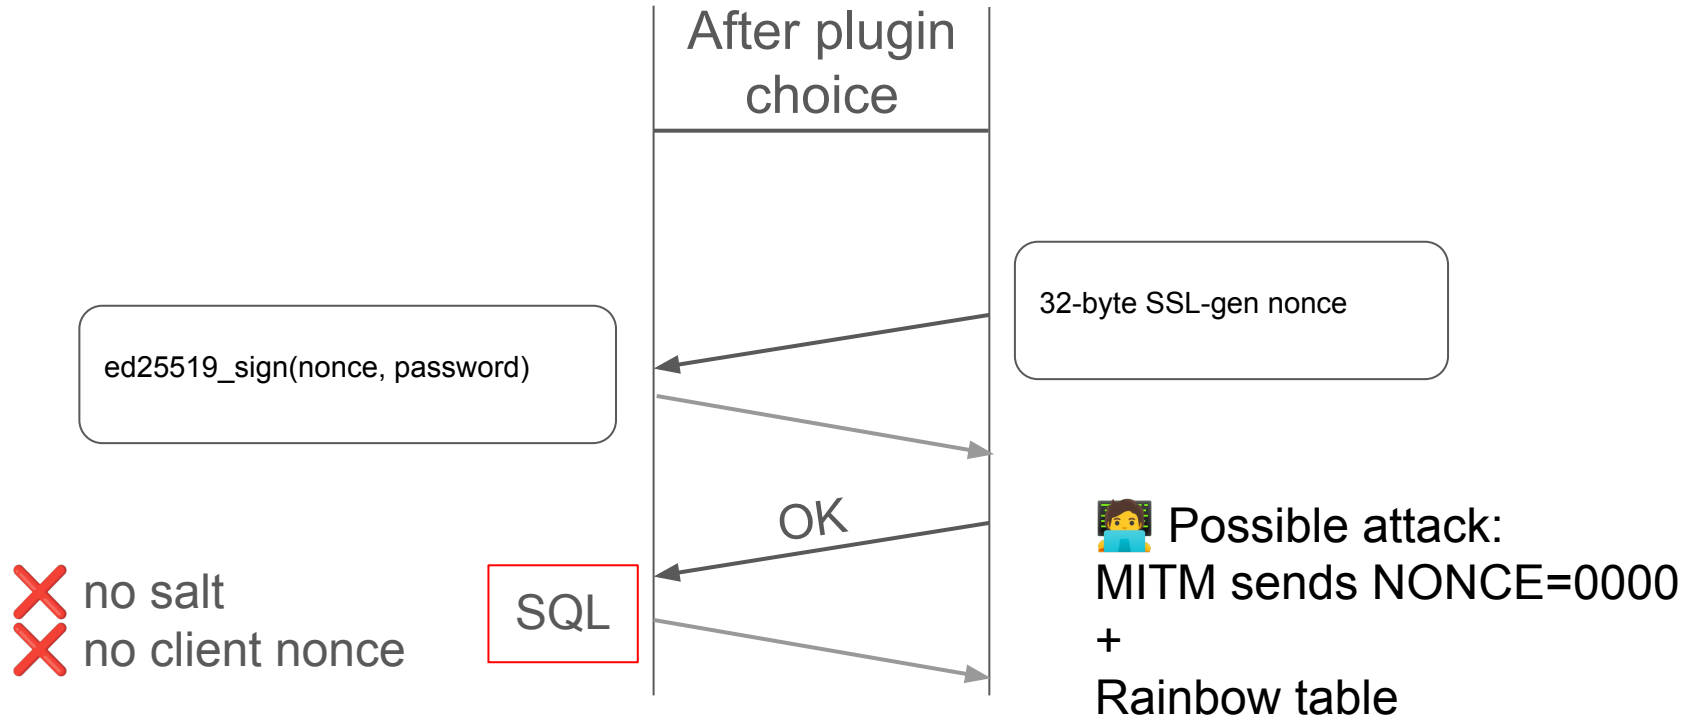 After plugin
choice
32-byte SSL-gen nonce
ed25519_sign(nonce, password)
OK
SQL
❌ no salt
❌ no client nonce
🧑‍💻 Possible attack:
MITM sends NONCE=0000
+
Rainbow table